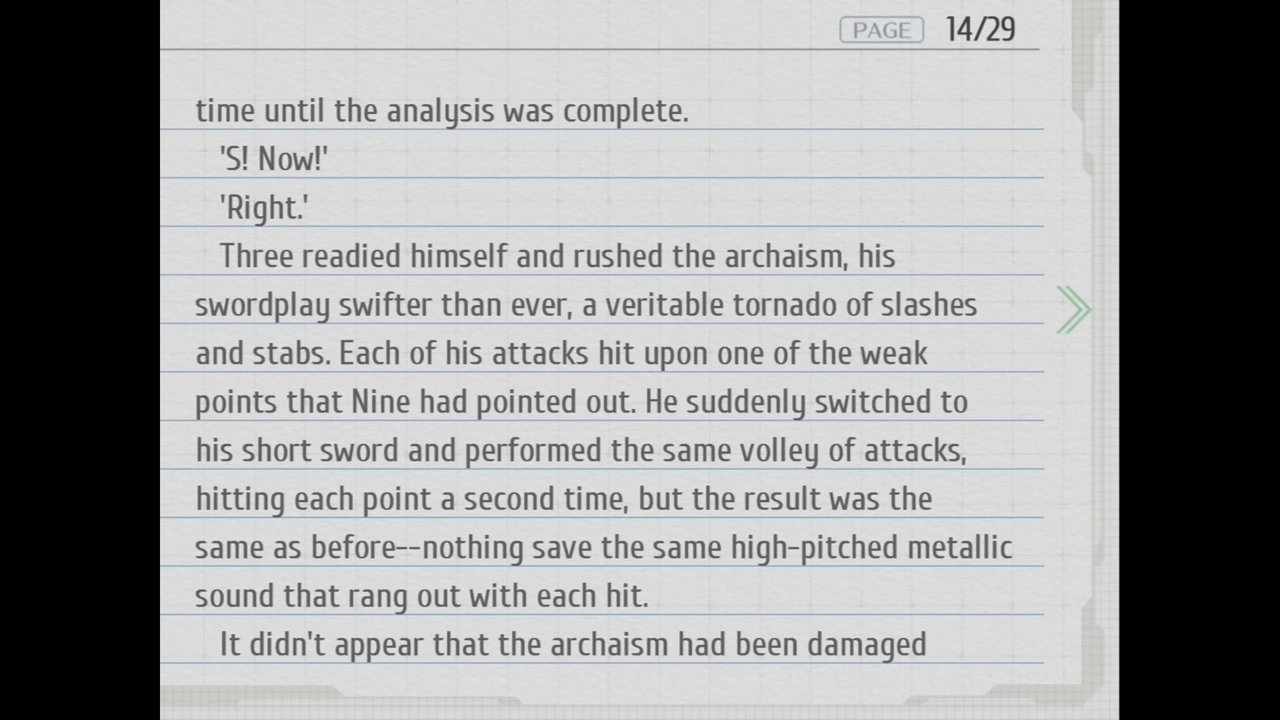 PAGE 14/29
time until the analysis was complete.
'S! Now!'
'Right.'
Three readied himself and rushed the archaism, his
swordplay swifter than ever, a veritable tornado of slashes
and stabs. Each of his attacks hit upon one of the weak
points that Nine had pointed out. He suddenly switched to
his short sword and performed the same volley of attacks,
hitting each point a second time, but the result was the
same as before--nothing save the same high-pitched metallic
sound that rang out with each hit.
It didn't appear that the archaism had been damaged